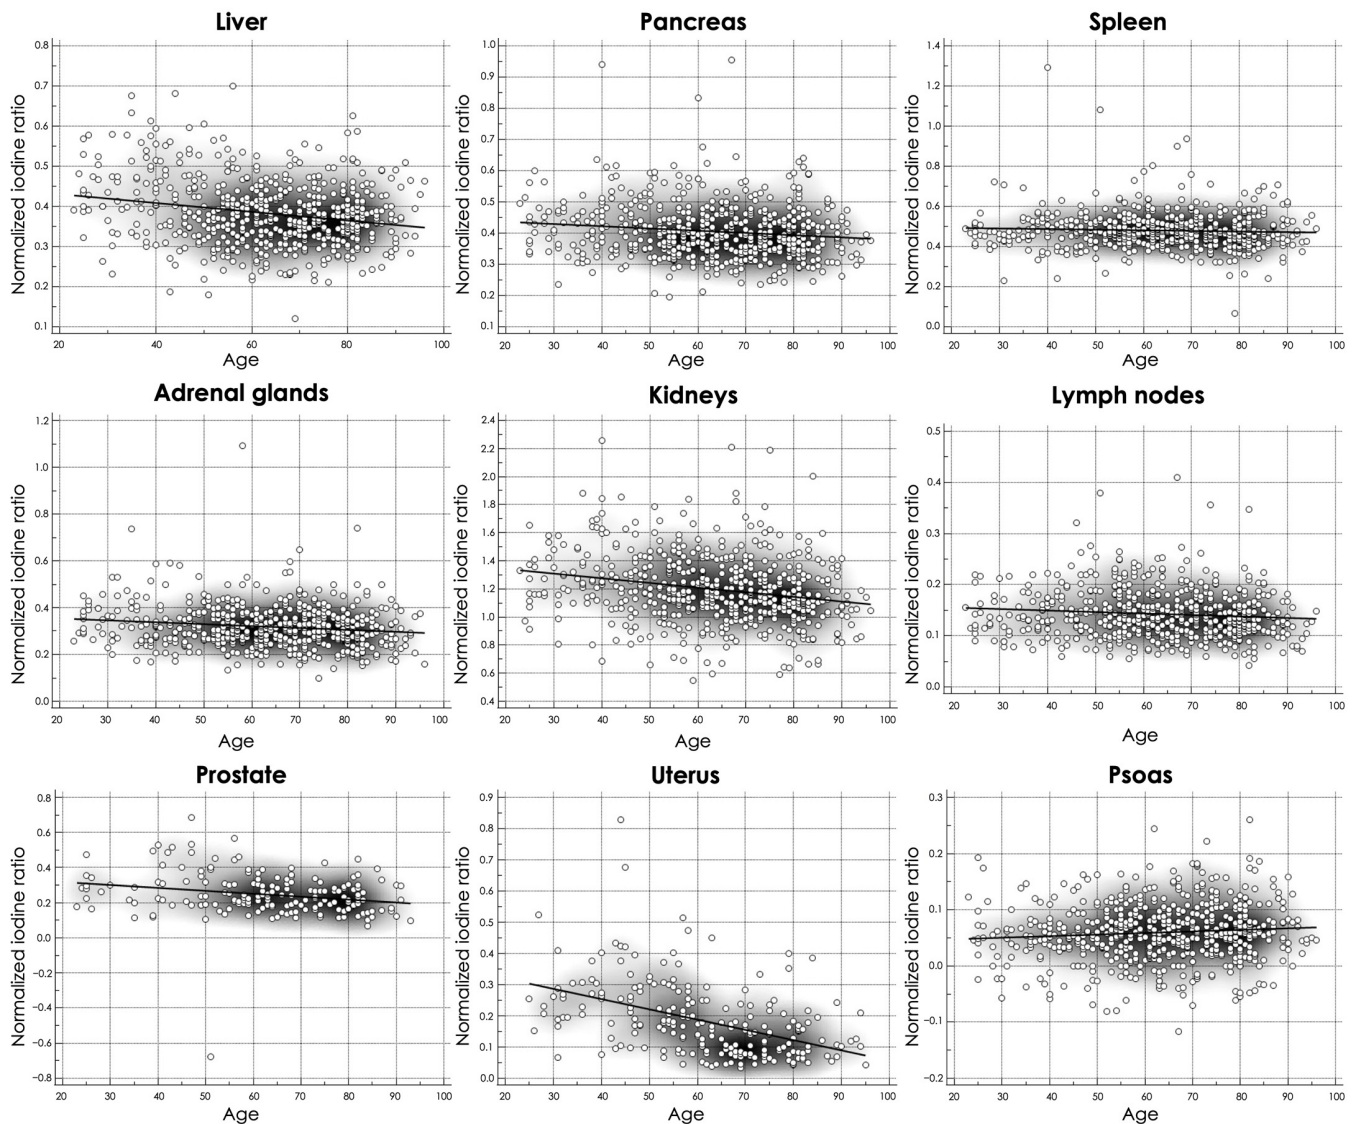 Liver
Normalized iodine ratio
0.8
0.7
0.6
0.5
0.4
0.3
0.2
0.1
20 40 60 80 100
Age
Pancreas
Normalized iodine ratio
1.0
0.9
0.8
0.7
0.6
0.5
0.4
0.3
0.2
0.1
20 30 40 50 60 70 80 90 100
Age
Spleen
Normalized iodine ratio
1.4
1.2
1.0
0.8
0.6
0.4
0.2
0.0
20 30 40 50 60 70 80 90 100
Age
Adrenal glands
Normalized iodine ratio
1.2
1.0
0.8
0.6
0.4
0.2
0.0
20 30 40 50 60 70 80 90 100
Age
Kidneys
Normalized iodine ratio
2.4
2.2
2.0
1.8
1.6
1.4
1.2
1.0
0.8
0.6
0.4
20 30 40 50 60 70 80 90 100
Age
Lymph nodes
Normalized iodine ratio
0.5
0.4
0.3
0.2
0.1
0.0
20 30 40 50 60 70 80 90 100
Age
Prostate
Normalized iodine ratio
0.8
0.6
0.4
0.2
0.0
−0.2
−0.4
−0.6
−0.8
20 30 40 50 60 70 80 90 100
Age
Uterus
Normalized iodine ratio
0.9
0.8
0.7
0.6
0.5
0.4
0.3
0.2
0.1
0.0
20 30 40 50 60 70 80 90 100
Age
Psoas
Normalized iodine ratio
0.3
0.2
0.1
0.0
−0.1
−0.2
20 30 40 50 60 70 80 90 100
Age